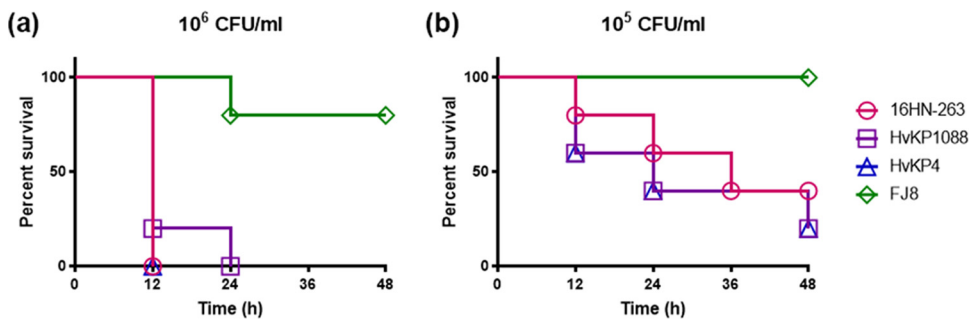 (a)
10⁶ CFU/ml
Percent survival
100
50
0
0 12 24 36 48
Time (h)
(b)
10⁵ CFU/ml
Percent survival
100
50
0
0 12 24 36 48
Time (h)
16HN-263
HvKP1088
HvKP4
FJ8